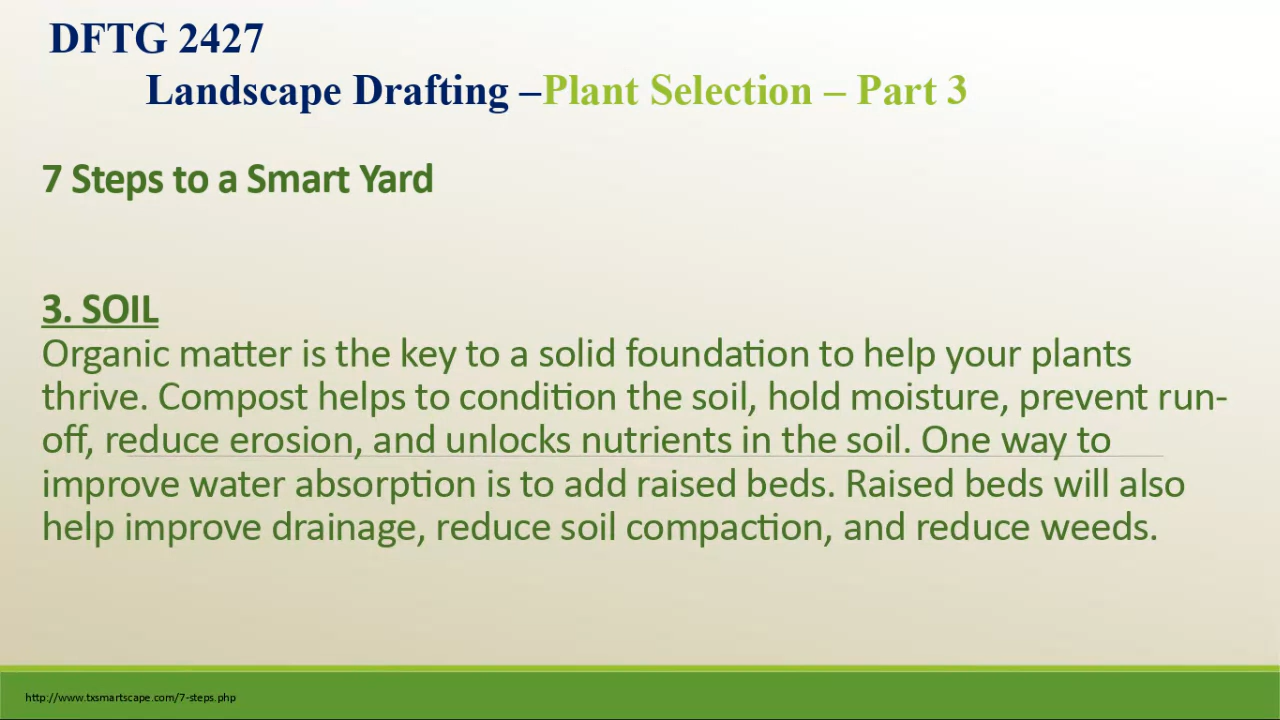 DFTG 2427
Landscape Drafting –Plant Selection – Part 3
7 Steps to a Smart Yard
3. SOIL
Organic matter is the key to a solid foundation to help your plants
thrive. Compost helps to condition the soil, hold moisture, prevent run-
off, reduce erosion, and unlocks nutrients in the soil. One way to
improve water absorption is to add raised beds. Raised beds will also
help improve drainage, reduce soil compaction, and reduce weeds.
http://www.txsmartscape.com/7-steps.php